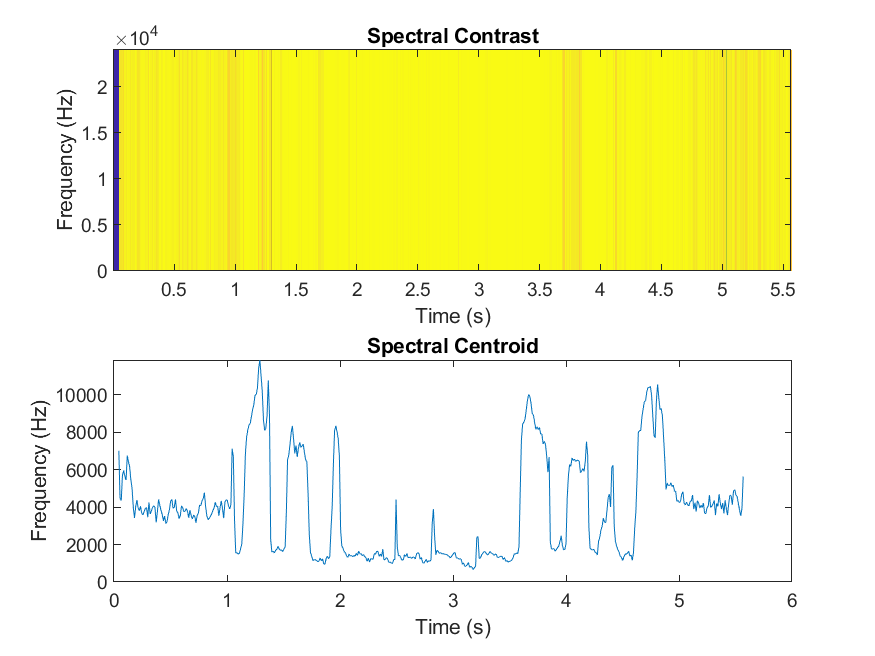 Spectral Contrast
×10⁴
Frequency (Hz)
2
1.5
1
0.5
0
0.5 1 1.5 2 2.5 3 3.5 4 4.5 5 5.5
Time (s)
Spectral Centroid
Frequency (Hz)
10000
8000
6000
4000
2000
0
0 1 2 3 4 5 6
Time (s)